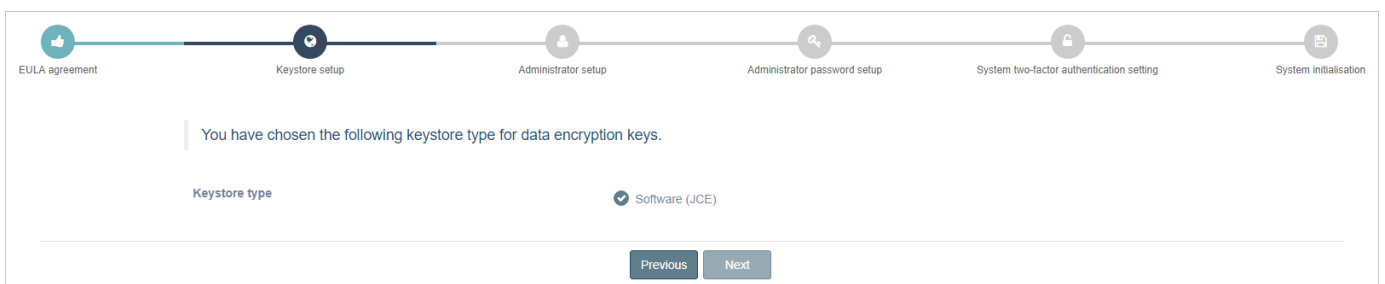 EULA agreement
Keystore setup
Administrator setup
Administrator password setup
System two-factor authentication setting
System initialisation
You have chosen the following keystore type for data encryption keys.
Keystore type
Software (JCE)
Previous
Next